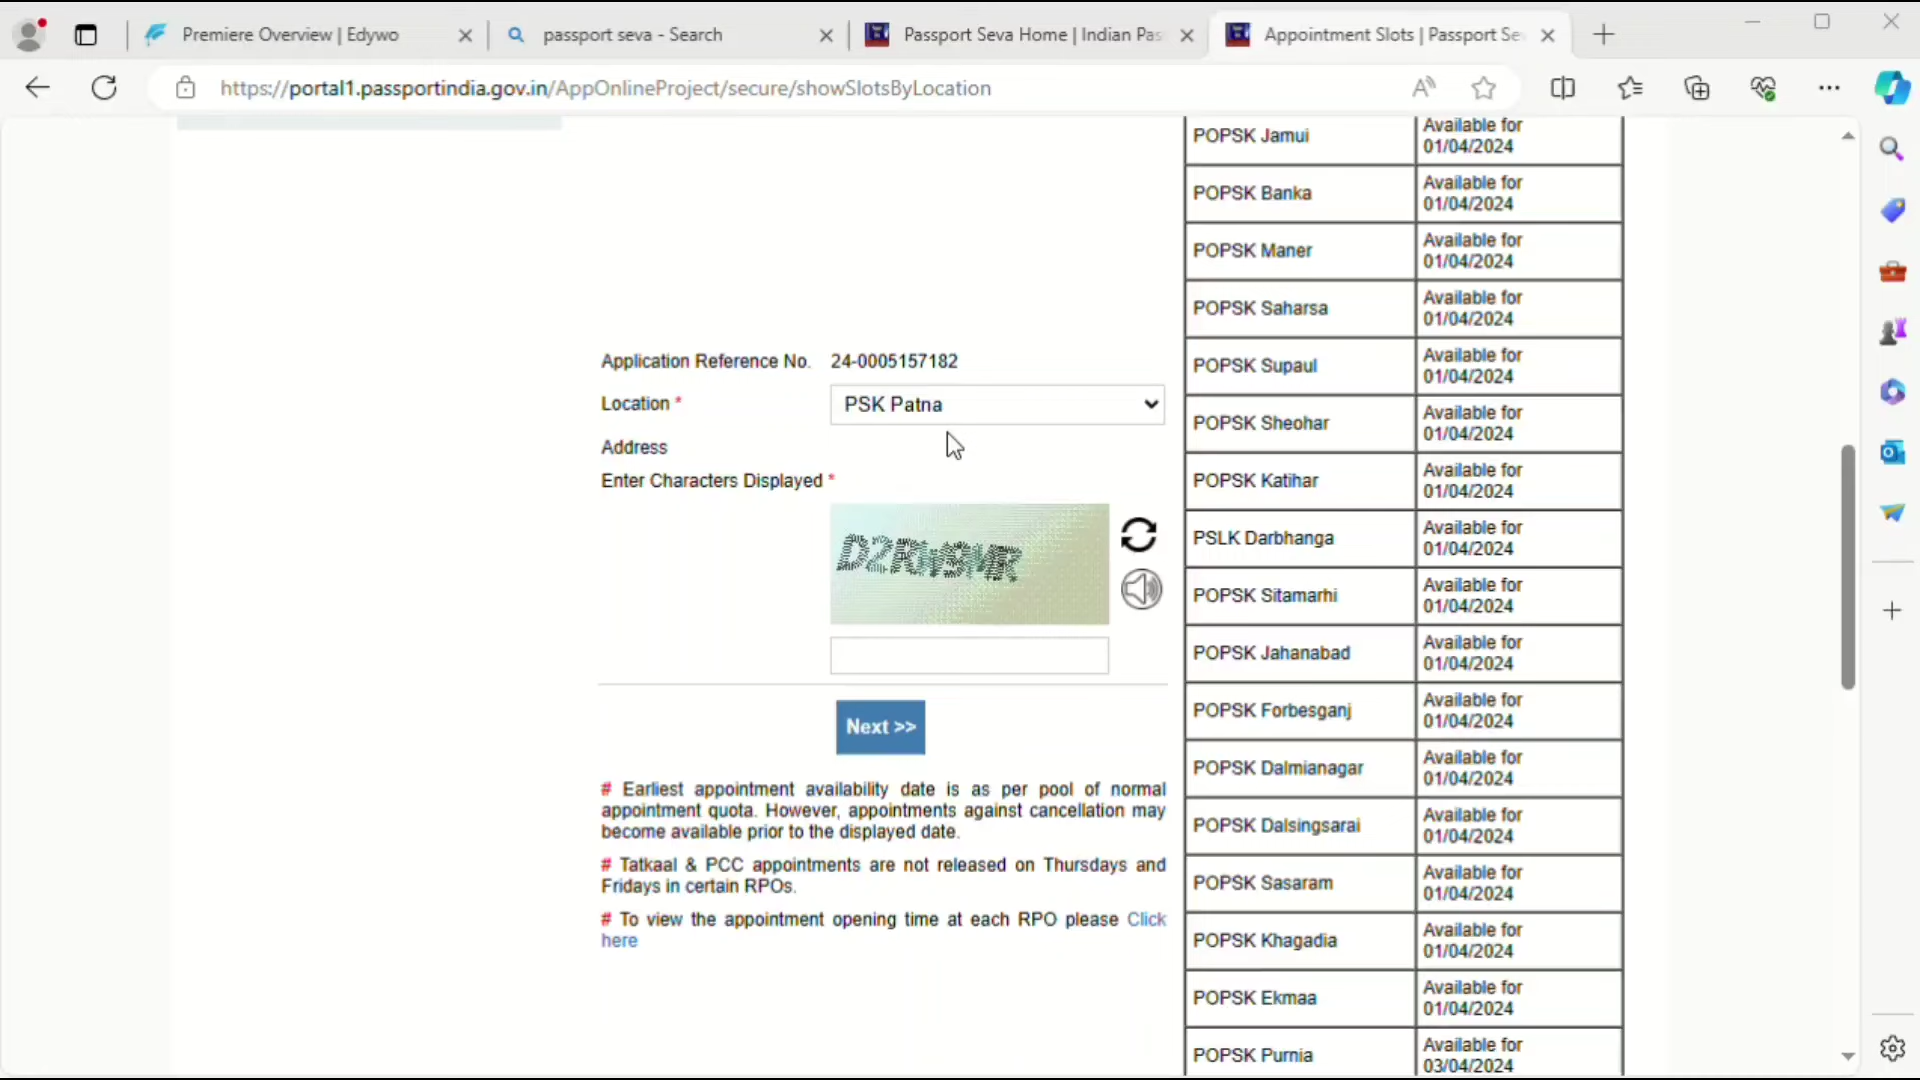 Premiere Overview | Edywo
passport seva - Search
Passport Seva Home | Indian Pas
Appointment Slots | Passport Se
https://portal1.passportindia.gov.in/AppOnlineProject/secure/showSlotsByLocation
Application Reference No. 24-0005157182
Location * PSK Patna
Address
Enter Characters Displayed *
Next >>
# Earliest appointment availability date is as per pool of normal
appointment quota. However, appointments against cancellation may
become available prior to the displayed date.
# Tatkaal & PCC appointments are not released on Thursdays and
Fridays in certain RPOs.
# To view the appointment opening time at each RPO please Click
here
POPSK Jamui Available for
01/04/2024
POPSK Banka Available for
01/04/2024
POPSK Maner Available for
01/04/2024
POPSK Saharsa Available for
01/04/2024
POPSK Supaul Available for
01/04/2024
POPSK Sheohar Available for
01/04/2024
POPSK Katihar Available for
01/04/2024
PSLK Darbhanga Available for
01/04/2024
POPSK Sitamarhi Available for
01/04/2024
POPSK Jahanabad Available for
01/04/2024
POPSK Forbesganj Available for
01/04/2024
POPSK Dalmianagar Available for
01/04/2024
POPSK Dalsingsarai Available for
01/04/2024
POPSK Sasaram Available for
01/04/2024
POPSK Khagadia Available for
01/04/2024
POPSK Ekmaa Available for
01/04/2024
POPSK Purnia Available for
03/04/2024